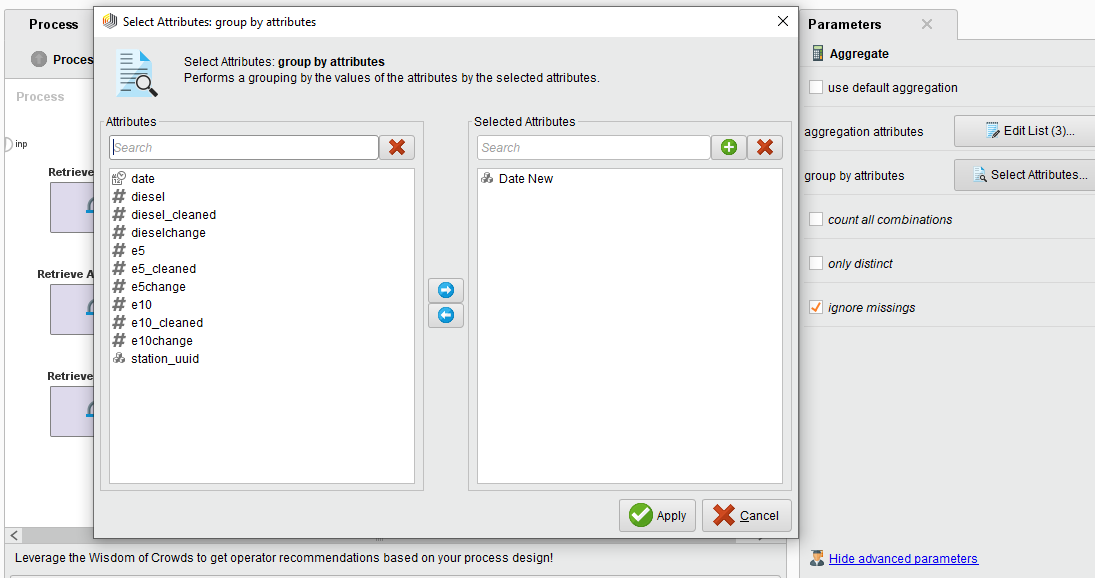 Select Attributes: group by attributes
Select Attributes: group by attributes
Performs a grouping by the values of the attributes by the selected attributes.
Attributes
Search
date
diesel
diesel_cleaned
dieselchange
e5
e5_cleaned
e5change
e10
e10_cleaned
e10change
station_uuid
Selected Attributes
Search
Date New
Apply
Cancel
Process
Process
Process
inp
Retrieve
Retrieve A
Retrieve
Leverage the Wisdom of Crowds to get operator recommendations based on your process design!
Parameters
Aggregate
use default aggregation
aggregation attributes
Edit List (3)...
group by attributes
Select Attributes...
count all combinations
only distinct
ignore missings
Hide advanced parameters